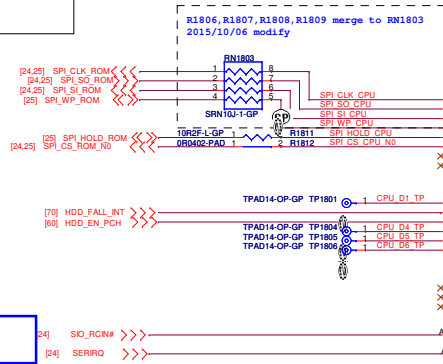 R1806,R1807,R1808,R1809 merge to RN1803
2015/10/06 modify
RN1803
[24,25] SPI_CLK_ROM 1 8 SPI_CLK_CPU
[24,25] SPI_SO_ROM 2 7 SPI_SO_CPU
[24,25] SPI_SI_ROM 3 6 SPI_SI_CPU
[25] SPI_WP_ROM 4 5 SPI_WP_CPU
SRN10J-1-GP
[25] SPI_HOLD_ROM 10R2F-L-GP 1 R1811 SPI_HOLD_CPU
[24,25] SPI_CS_ROM_N0 0R0402-PAD 2 R1812 SPI_CS_CPU_N0
TPAD14-OP-GP TP1801 1 CPU_D1_TP
[70] HDD_FALL_INT
[60] HDD_EN_PCH
TPAD14-OP-GP TP1804 1 CPU_D4_TP
TPAD14-OP-GP TP1805 1 CPU_D5_TP
TPAD14-OP-GP TP1806 1 CPU_D6_TP
[24] SIO_RCIN#
[24] SERIRQ